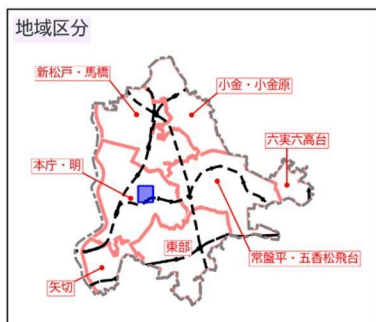 地域区分
新松戸・馬橋
小金・小金原
六実六高台
本庁・明
東部
常盤平・五香松飛台
矢切